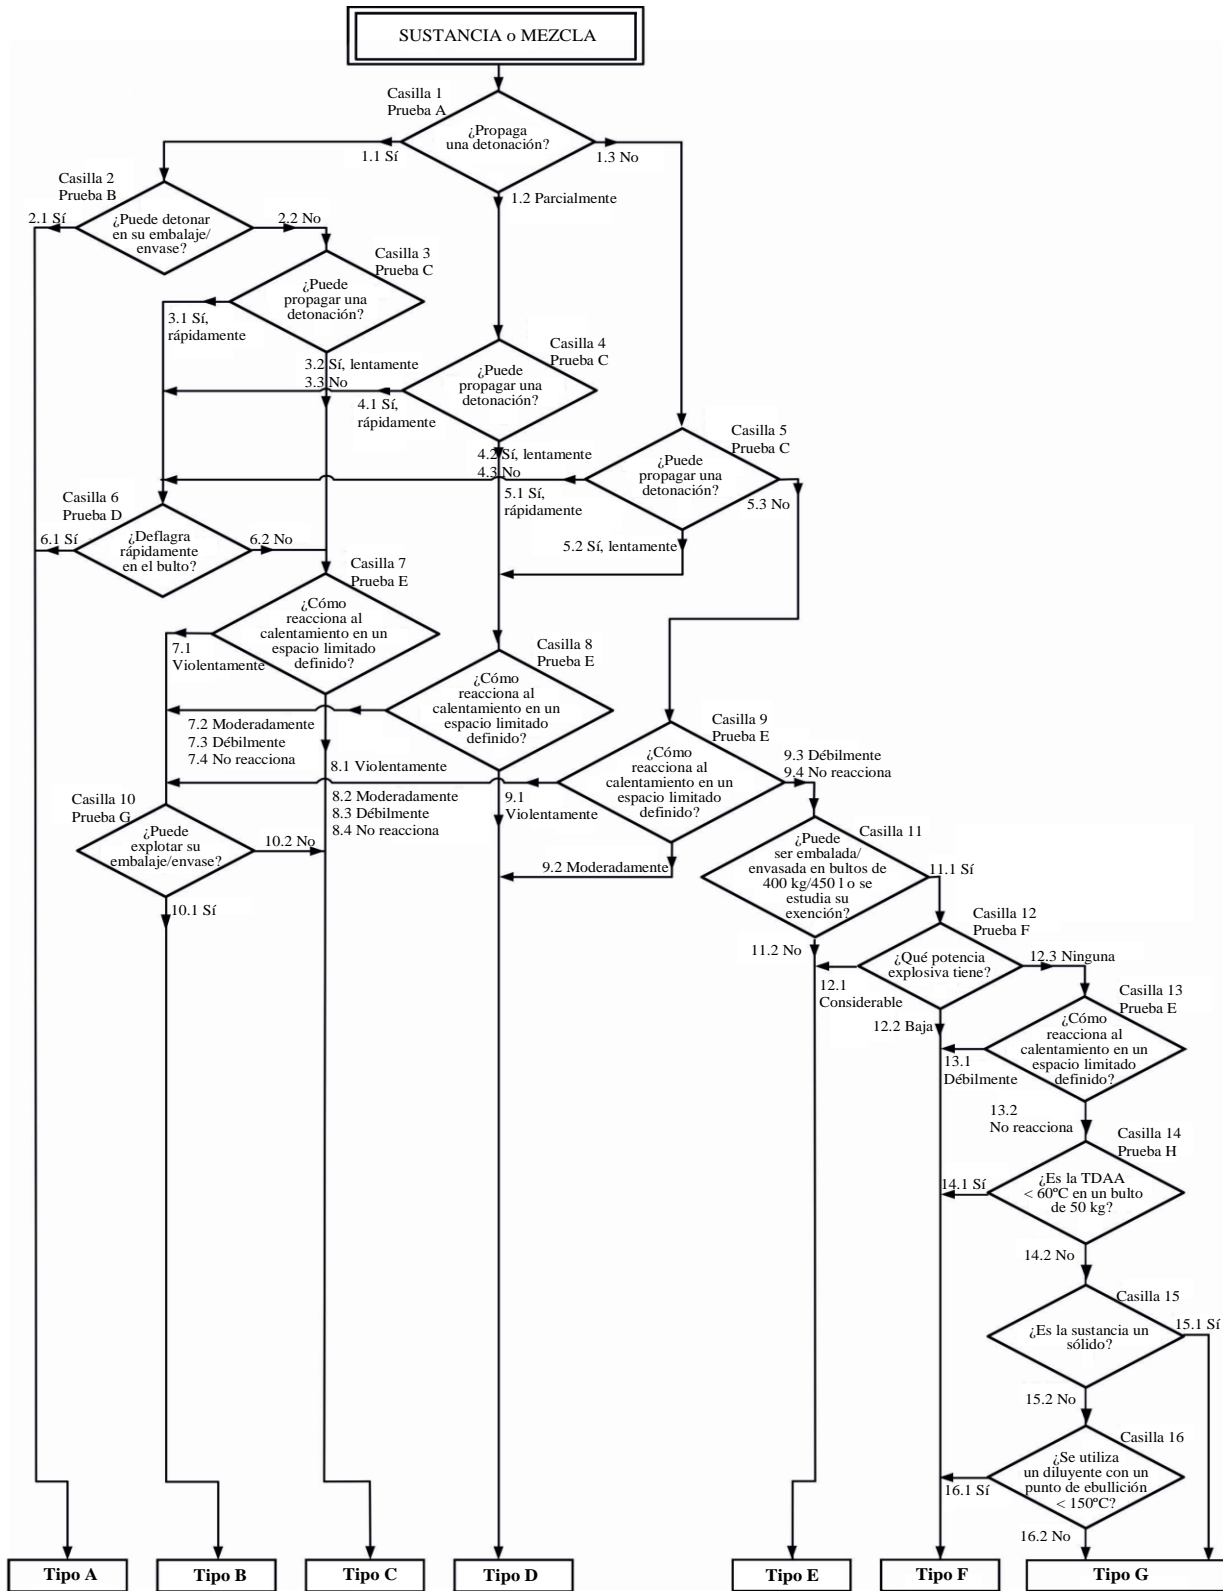 SUSTANCIA o MEZCLA
Casilla 1
Prueba A
¿Propaga
una detonación?
1.1 Sí
1.3 No
1.2 Parcialmente
Casilla 2
Prueba B
2.1 Sí
¿Puede detonar
en su embalaje/
envase?
2.2 No
Casilla 3
Prueba C
¿Puede
propagar una
detonación?
3.1 Sí,
rápidamente
3.2 Sí, lentamente
3.3 No
Casilla 4
Prueba C
¿Puede
propagar una
detonación?
4.1 Sí,
rápidamente
4.2 Sí, lentamente
4.3 No
Casilla 5
Prueba C
¿Puede
propagar una
detonación?
5.1 Sí,
rápidamente
5.3 No
5.2 Sí, lentamente
Casilla 6
Prueba D
6.1 Sí
¿Deflagra
rápidamente
en el bulto?
6.2 No
Casilla 7
Prueba E
¿Cómo
reacciona al
calentamiento en un
espacio limitado
definido?
7.1
Violentamente
7.2 Moderadamente
7.3 Débilmente
7.4 No reacciona
Casilla 8
Prueba E
¿Cómo
reacciona al
calentamiento en un
espacio limitado
definido?
8.1 Violentamente
8.2 Moderadamente
8.3 Débilmente
8.4 No reacciona
Casilla 9
Prueba E
¿Cómo
reacciona al
calentamiento en un
espacio limitado
definido?
9.3 Débilmente
9.4 No reacciona
9.1
Violentamente
9.2 Moderadamente
Casilla 10
Prueba G
¿Puede
explotar su
embalaje/envase?
10.2 No
10.1 Sí
Casilla 11
¿Puede
ser embalada/
envasada en bultos de
400 kg/450 l o se
estudia su
exención?
11.1 Sí
11.2 No
Casilla 12
Prueba F
¿Qué potencia
explosiva tiene?
12.3 Ninguna
12.1
Considerable
12.2 Baja
Casilla 13
Prueba E
¿Cómo
reacciona al
calentamiento en un
espacio limitado
definido?
13.1
Débilmente
13.2
No reacciona
Casilla 14
Prueba H
¿Es la TDAA
< 60ºC en un bulto
de 50 kg?
14.1 Sí
14.2 No
Casilla 15
¿Es la sustancia un
sólido?
15.1 Sí
15.2 No
Casilla 16
¿Se utiliza
un diluyente con un
punto de ebullición
< 150ºC?
16.1 Sí
16.2 No
Tipo A
Tipo B
Tipo C
Tipo D
Tipo E
Tipo F
Tipo G